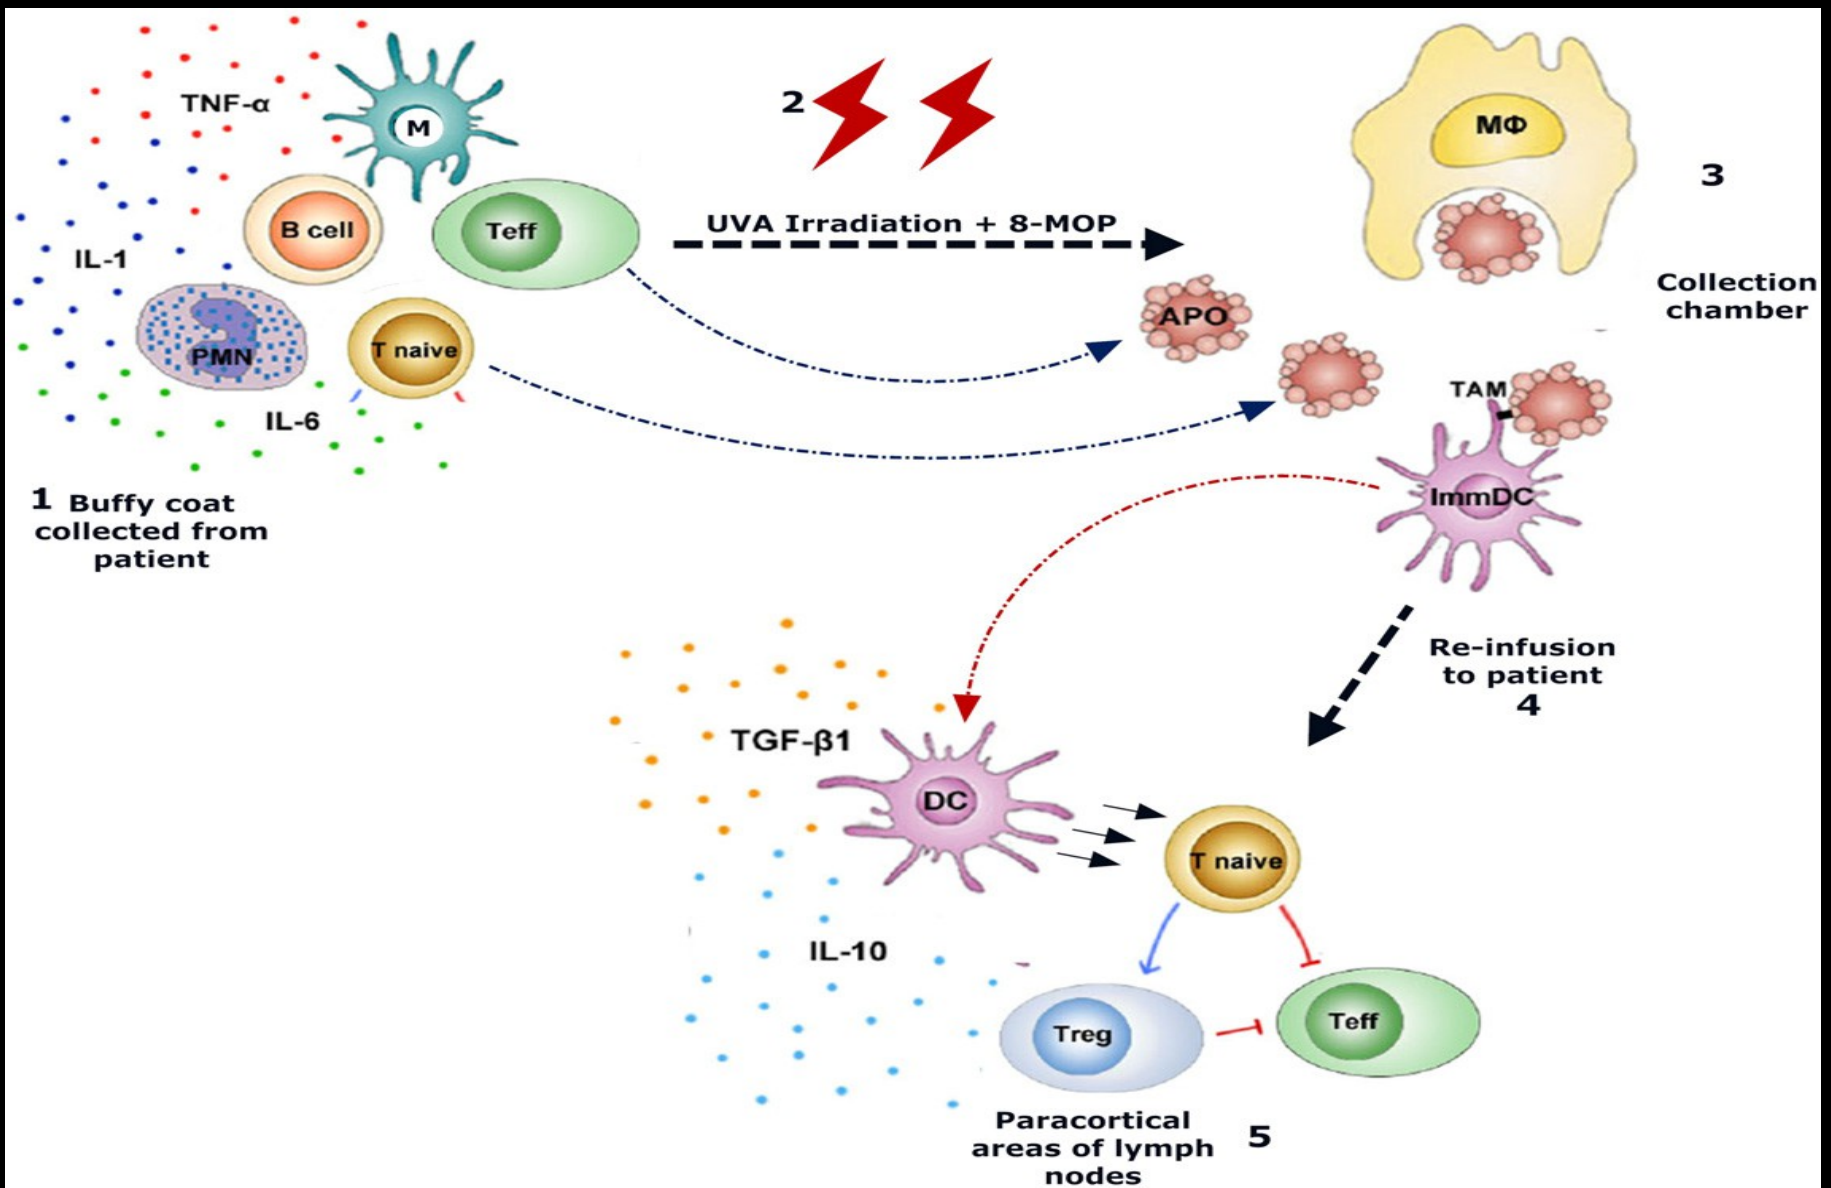 TNF-α
M
B cell
Teff
IL-1
PMN
T naive
IL-6
1 Buffy coat
collected from
patient
2
UVA Irradiation + 8-MOP
MΦ
3
Collection
chamber
APO
TAM
ImmDC
Re-infusion
to patient
4
TGF-β1
DC
T naive
IL-10
Treg
Teff
Paracortical
areas of lymph
nodes
5